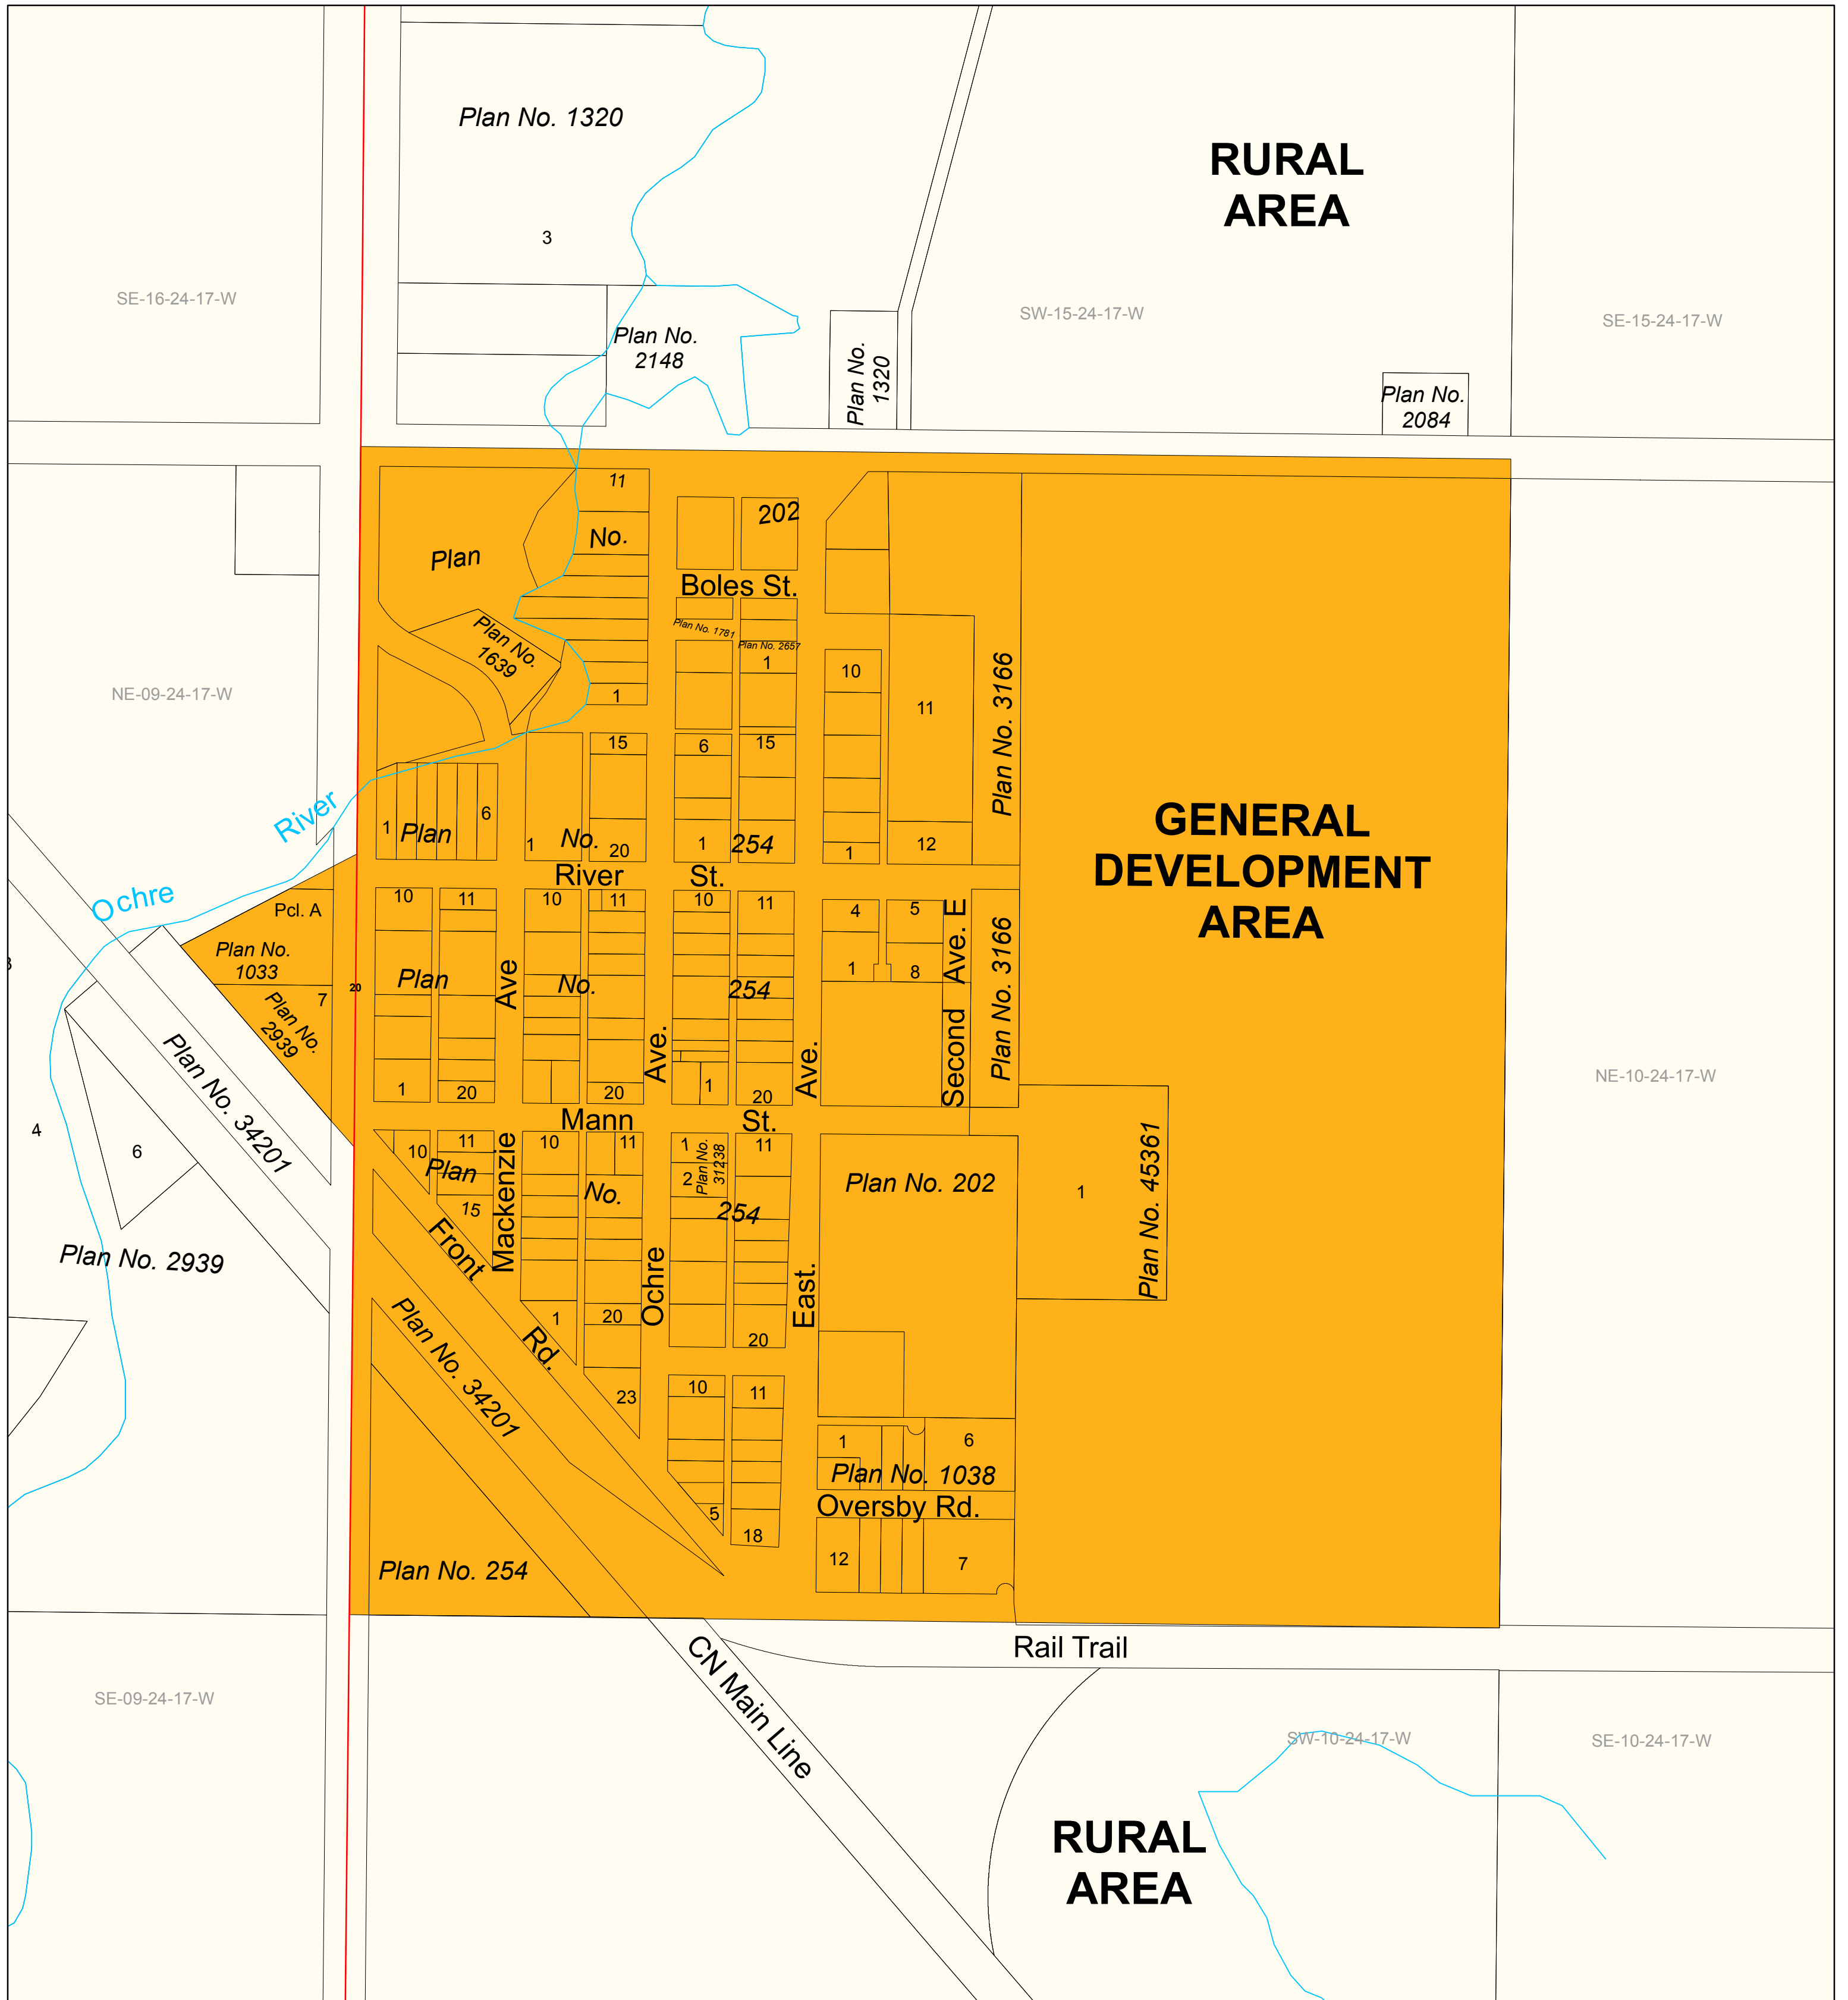 Plan No. 1320
RURAL
AREA
3
SE-16-24-17-W
SW-15-24-17-W
SE-15-24-17-W
Plan No.
2148
Plan No.
1320
Plan No.
2084
11
202
No.
Plan
Boles St.
Plan No. 1781
Plan No. 2657
1
Plan No.
1639
10
NE-09-24-17-W
1
11
Plan No. 3166
15
6
15
River
1
Plan
6
1
No.
20
1
254
1
12
GENERAL
DEVELOPMENT
AREA
River St.
Ochre
Pcl. A
10
11
10
11
10
11
4
5
Plan No.
1033
1
8
Second Ave. E
Plan No. 3166
Plan
Ave
No.
254
7
20
Plan No.
2939
Plan No. 34201
Ave.
Ave.
1
20
20
1
20
NE-10-24-17-W
Mann St.
4
6
10
11
10
11
1
2
Plan No.
31238
11
Plan
No.
254
Plan No. 202
1
Plan No. 45361
15
Mackenzie
Front
Rd.
Ochre
East.
Plan No. 2939
1
20
20
Plan No. 34201
23
10
11
1
6
Plan No. 1038
5
18
Oversby Rd.
12
7
Plan No. 254
Rail Trail
CN Main Line
SE-09-24-17-W
SW-10-24-17-W
SE-10-24-17-W
RURAL
AREA